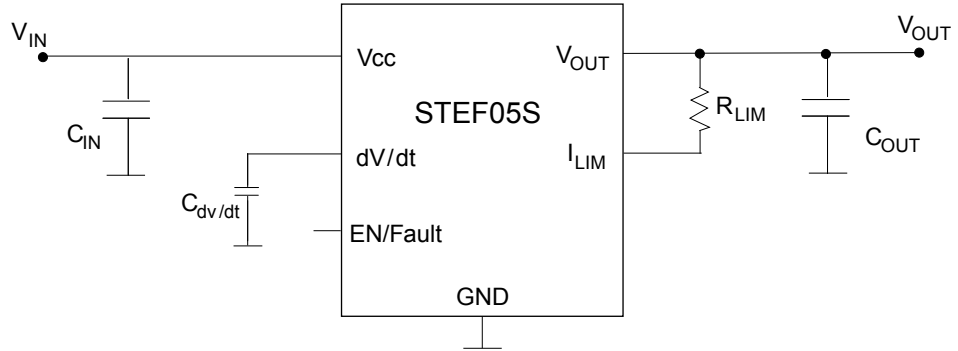 V_IN
V_OUT
Vcc
V_OUT
STEF05S
R_LIM
C_IN
C_OUT
dV/dt
I_LIM
C_dv/dt
EN/Fault
GND